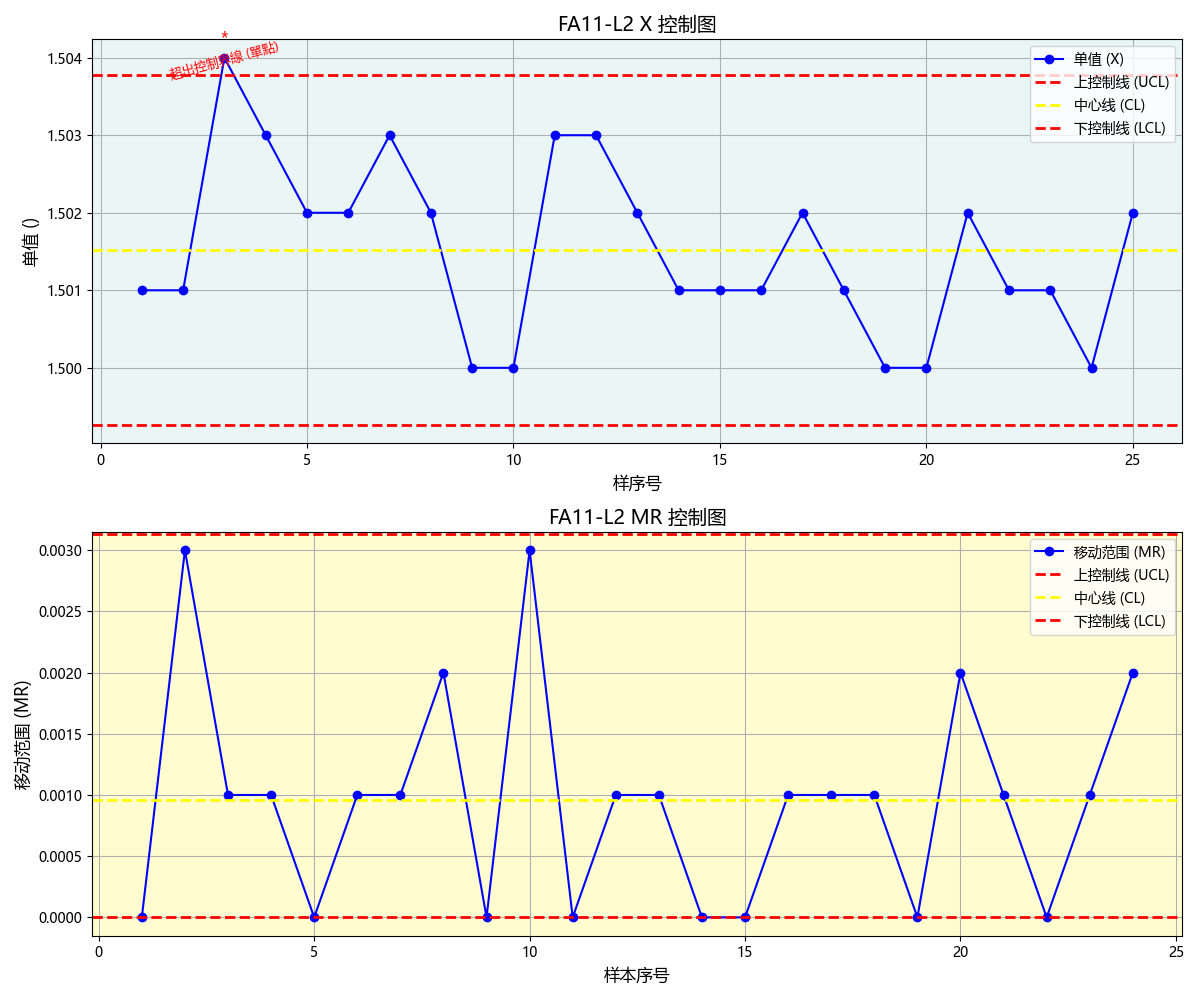 FA11-L2 X 控制图
*
超出控制界線 (單點)
单值 (X)
上控制线 (UCL)
中心线 (CL)
下控制线 (LCL)
单值 ()
1.504
1.503
1.502
1.501
1.500
0 5 10 15 20 25
样序号
FA11-L2 MR 控制图
移动范围 (MR)
上控制线 (UCL)
中心线 (CL)
下控制线 (LCL)
移动范围 (MR)
0.0030
0.0025
0.0020
0.0015
0.0010
0.0005
0.0000
0 5 10 15 20 25
样本序号